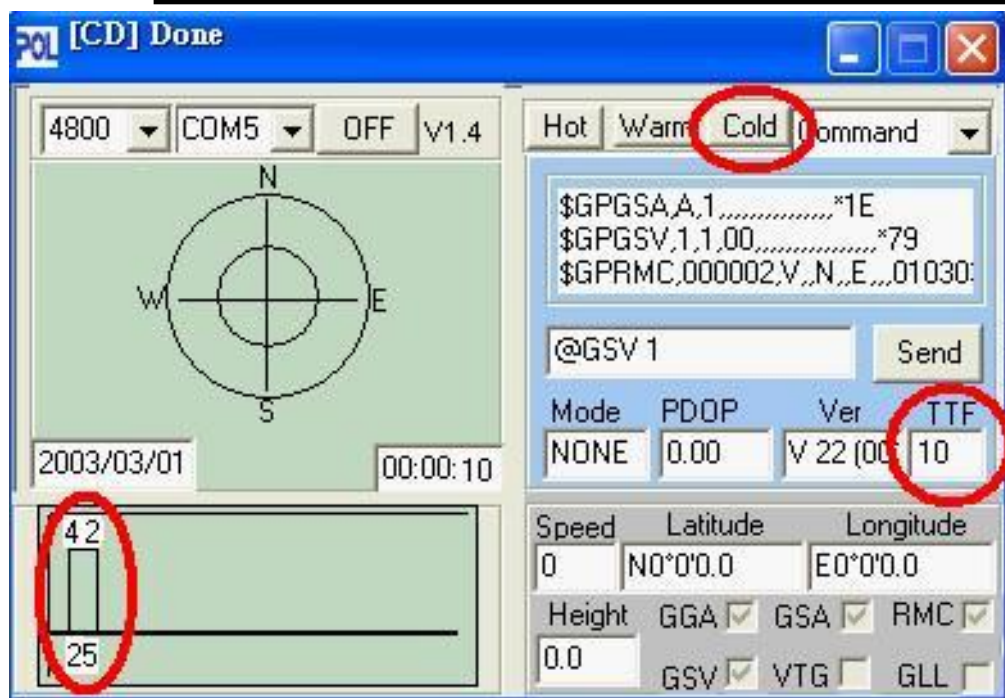 POL [CD] Done
4800 COM5 OFF V1.4
Hot Warm Cold Command
N
W E
S
2003/03/01 00:00:10
$GPGSA,A,1,,,,,,,,,,,,,,,*1E
$GPGSV,1,1,00,,,,,,,,,,,,,,,*79
$GPRMC,000002,V,,N,,E,,,01030
@GSV 1 Send
Mode PDOP Ver TTF
NONE 0.00 V 22 (00 10
42
25
Speed Latitude Longitude
0 N0°0'0.0 E0°0'0.0
Height GGA GSA RMC
0.0
GSV VTG GLL